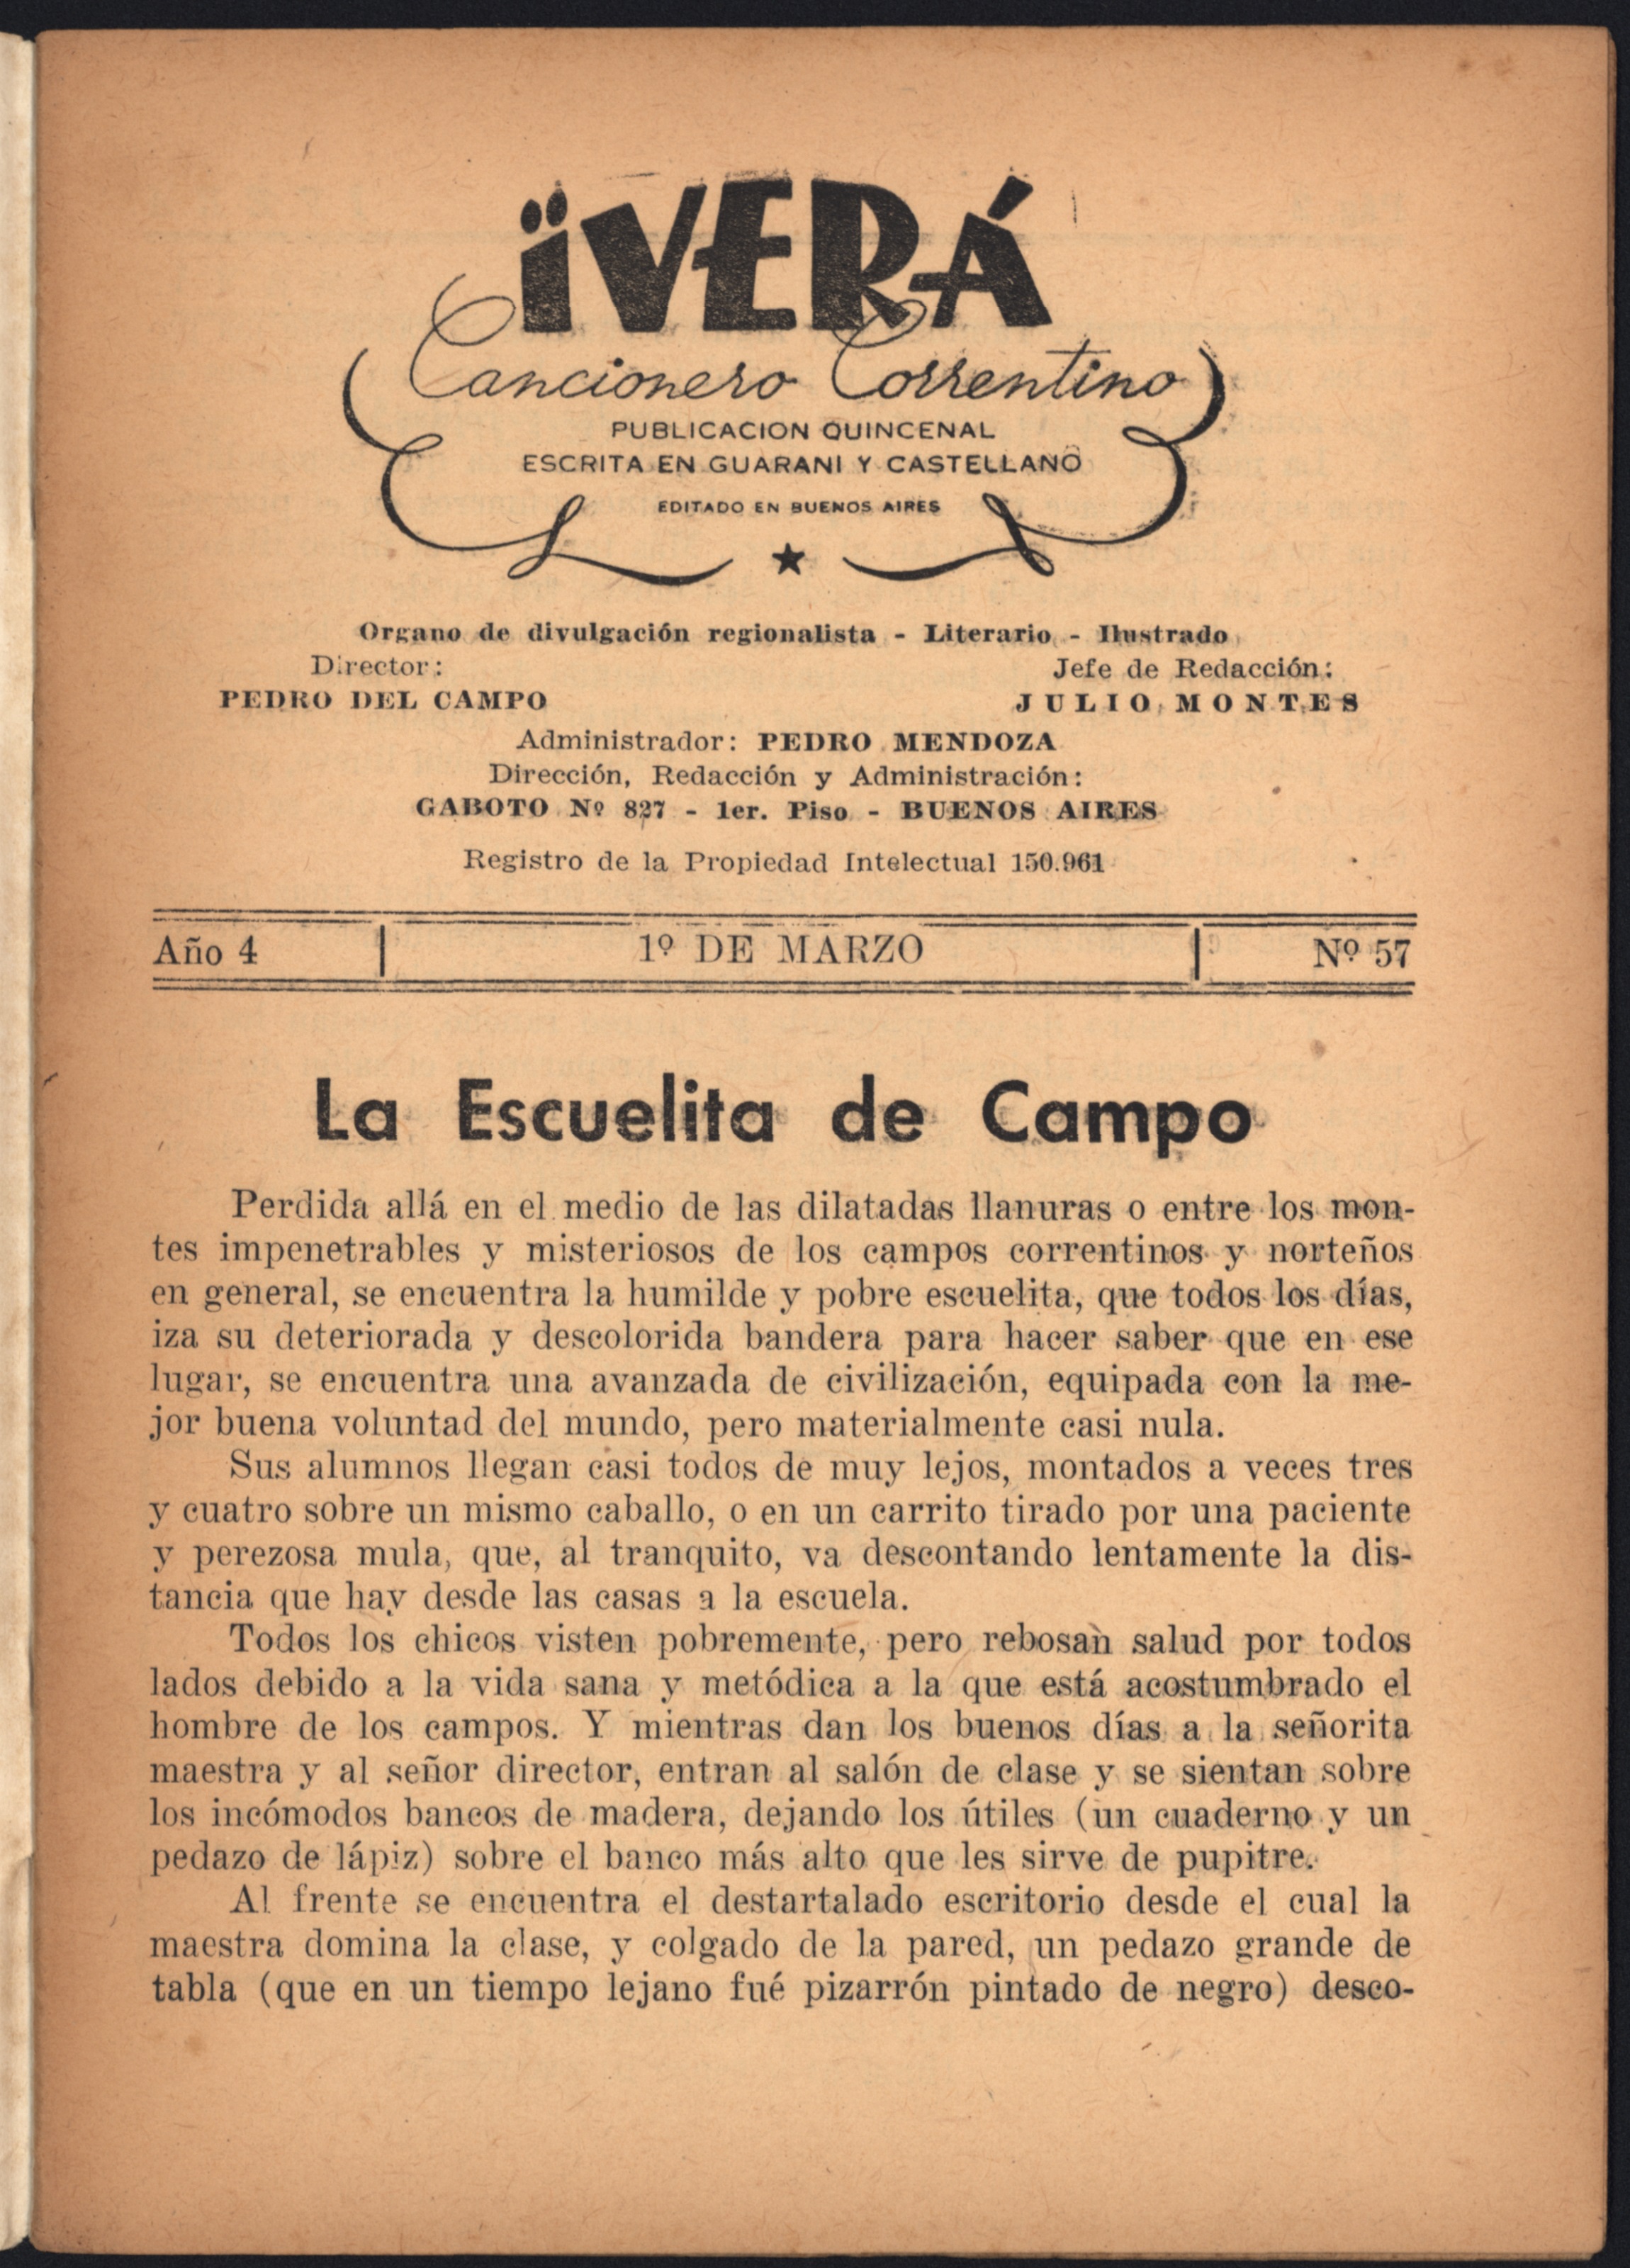 ÏVERÁ
Cancionero Correntino
PUBLICACION QUINCENAL
ESCRITA EN GUARANI Y CASTELLANO
EDITADO EN BUENOS AIRES
Organo de divulgación regionalista - Literario - Ilustrado
Director: Jefe de Redacción:
PEDRO DEL CAMPO JULIO MONTES
Administrador: PEDRO MENDOZA
Dirección, Redacción y Administración:
GABOTO Nº 827 - 1er. Piso - BUENOS AIRES
Registro de la Propiedad Intelectual 150.961
Año 4 1º DE MARZO Nº 57
La Escuelita de Campo
Perdida allá en el medio de las dilatadas llanuras o entre los mon-
tes impenetrables y misteriosos de los campos correntinos y norteños
en general, se encuentra la humilde y pobre escuelita, que todos los días,
iza su deteriorada y descolorida bandera para hacer saber que en ese
lugar, se encuentra una avanzada de civilización, equipada con la me-
jor buena voluntad del mundo, pero materialmente casi nula.
Sus alumnos llegan casi todos de muy lejos, montados a veces tres
y cuatro sobre un mismo caballo, o en un carrito tirado por una paciente
y perezosa mula, que, al tranquito, va descontando lentamente la dis-
tancia que hay desde las casas a la escuela.
Todos los chicos visten pobremente, pero rebosan salud por todos
lados debido a la vida sana y metódica a la que está acostumbrado el
hombre de los campos. Y mientras dan los buenos días a la señorita
maestra y al señor director, entran al salón de clase y se sientan sobre
los incómodos bancos de madera, dejando los útiles (un cuaderno y un
pedazo de lápiz) sobre el banco más alto que les sirve de pupitre.
Al frente se encuentra el destartalado escritorio desde el cual la
maestra domina la clase, y colgado de la pared, un pedazo grande de
tabla (que en un tiempo lejano fué pizarrón pintado de negro) desco-